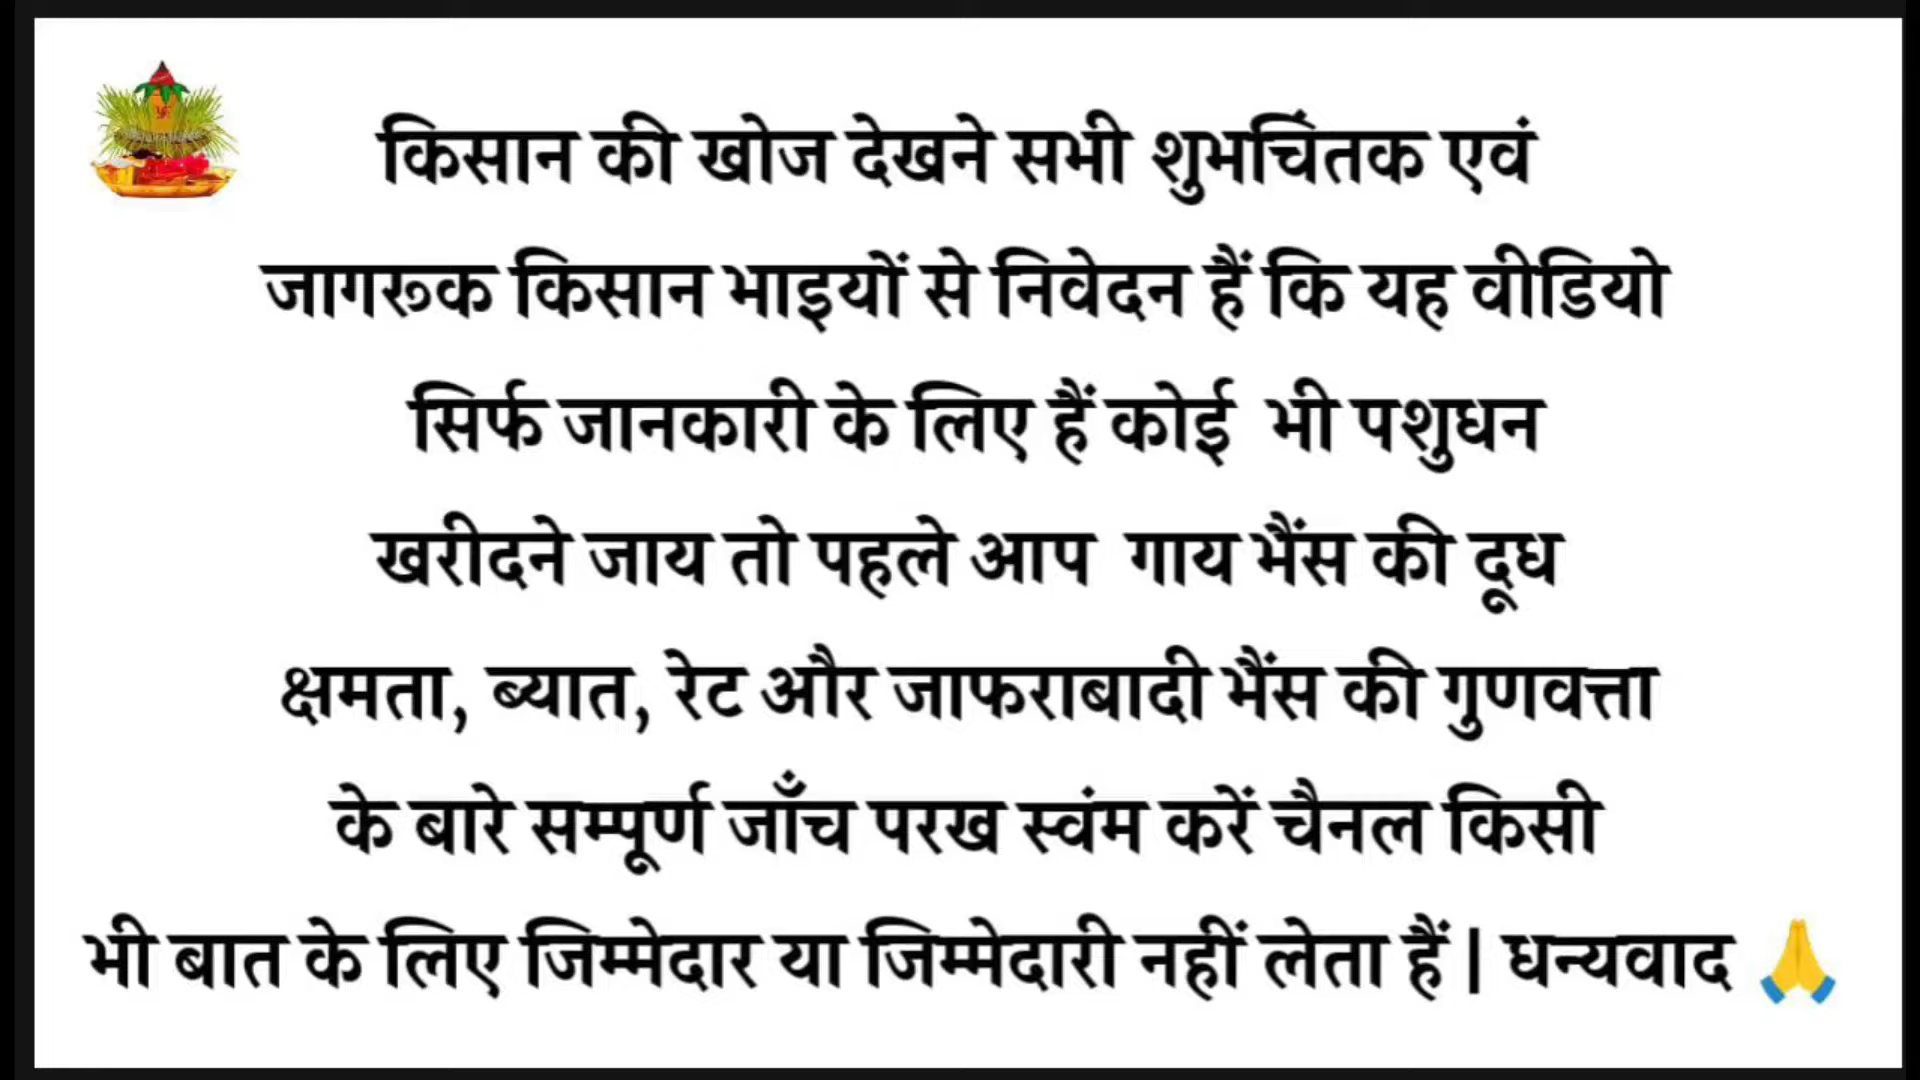 किसान की खोज देखने सभी शुभचिंतक एवं
जागरूक किसान भाइयों से निवेदन हैं कि यह वीडियो
सिर्फ जानकारी के लिए हैं कोई भी पशुधन
खरीदने जाय तो पहले आप गाय भैंस की दूध
क्षमता, ब्यात, रेट और जाफराबादी भैंस की गुणवत्ता
के बारे सम्पूर्ण जाँच परख स्वंम करें चैनल किसी
भी बात के लिए जिम्मेदार या जिम्मेदारी नहीं लेता हैं | धन्यवाद 🙏